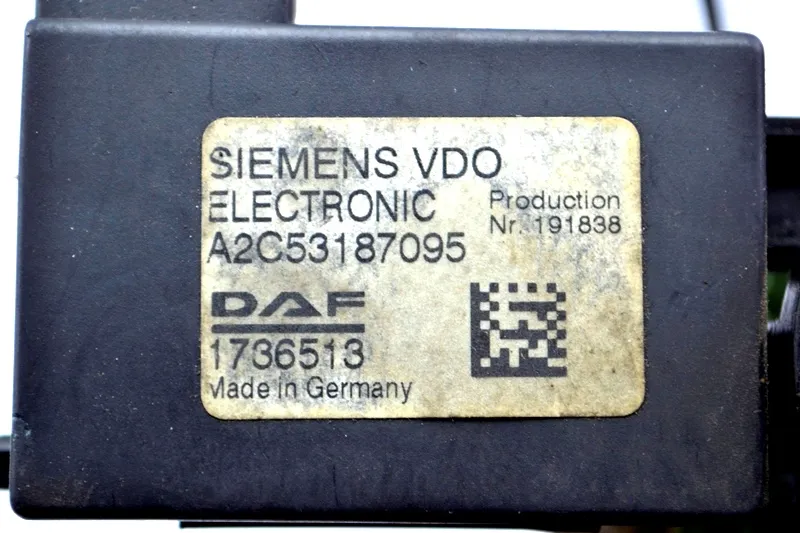 SIEMENS VDO
ELECTRONIC
Production
Nr. 191838
A2C53187095
DAF
1736513
Made in Germany